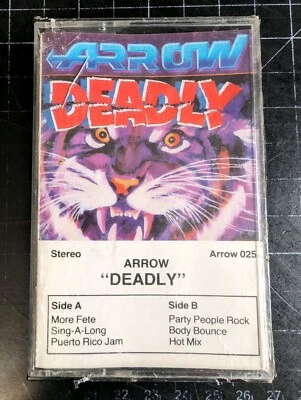 ARROW
DEADLY
Stereo Arrow 025
ARROW
"DEADLY"
Side A
More Fete
Sing-A-Long
Puerto Rico Jam
Side B
Party People Rock
Body Bounce
Hot Mix